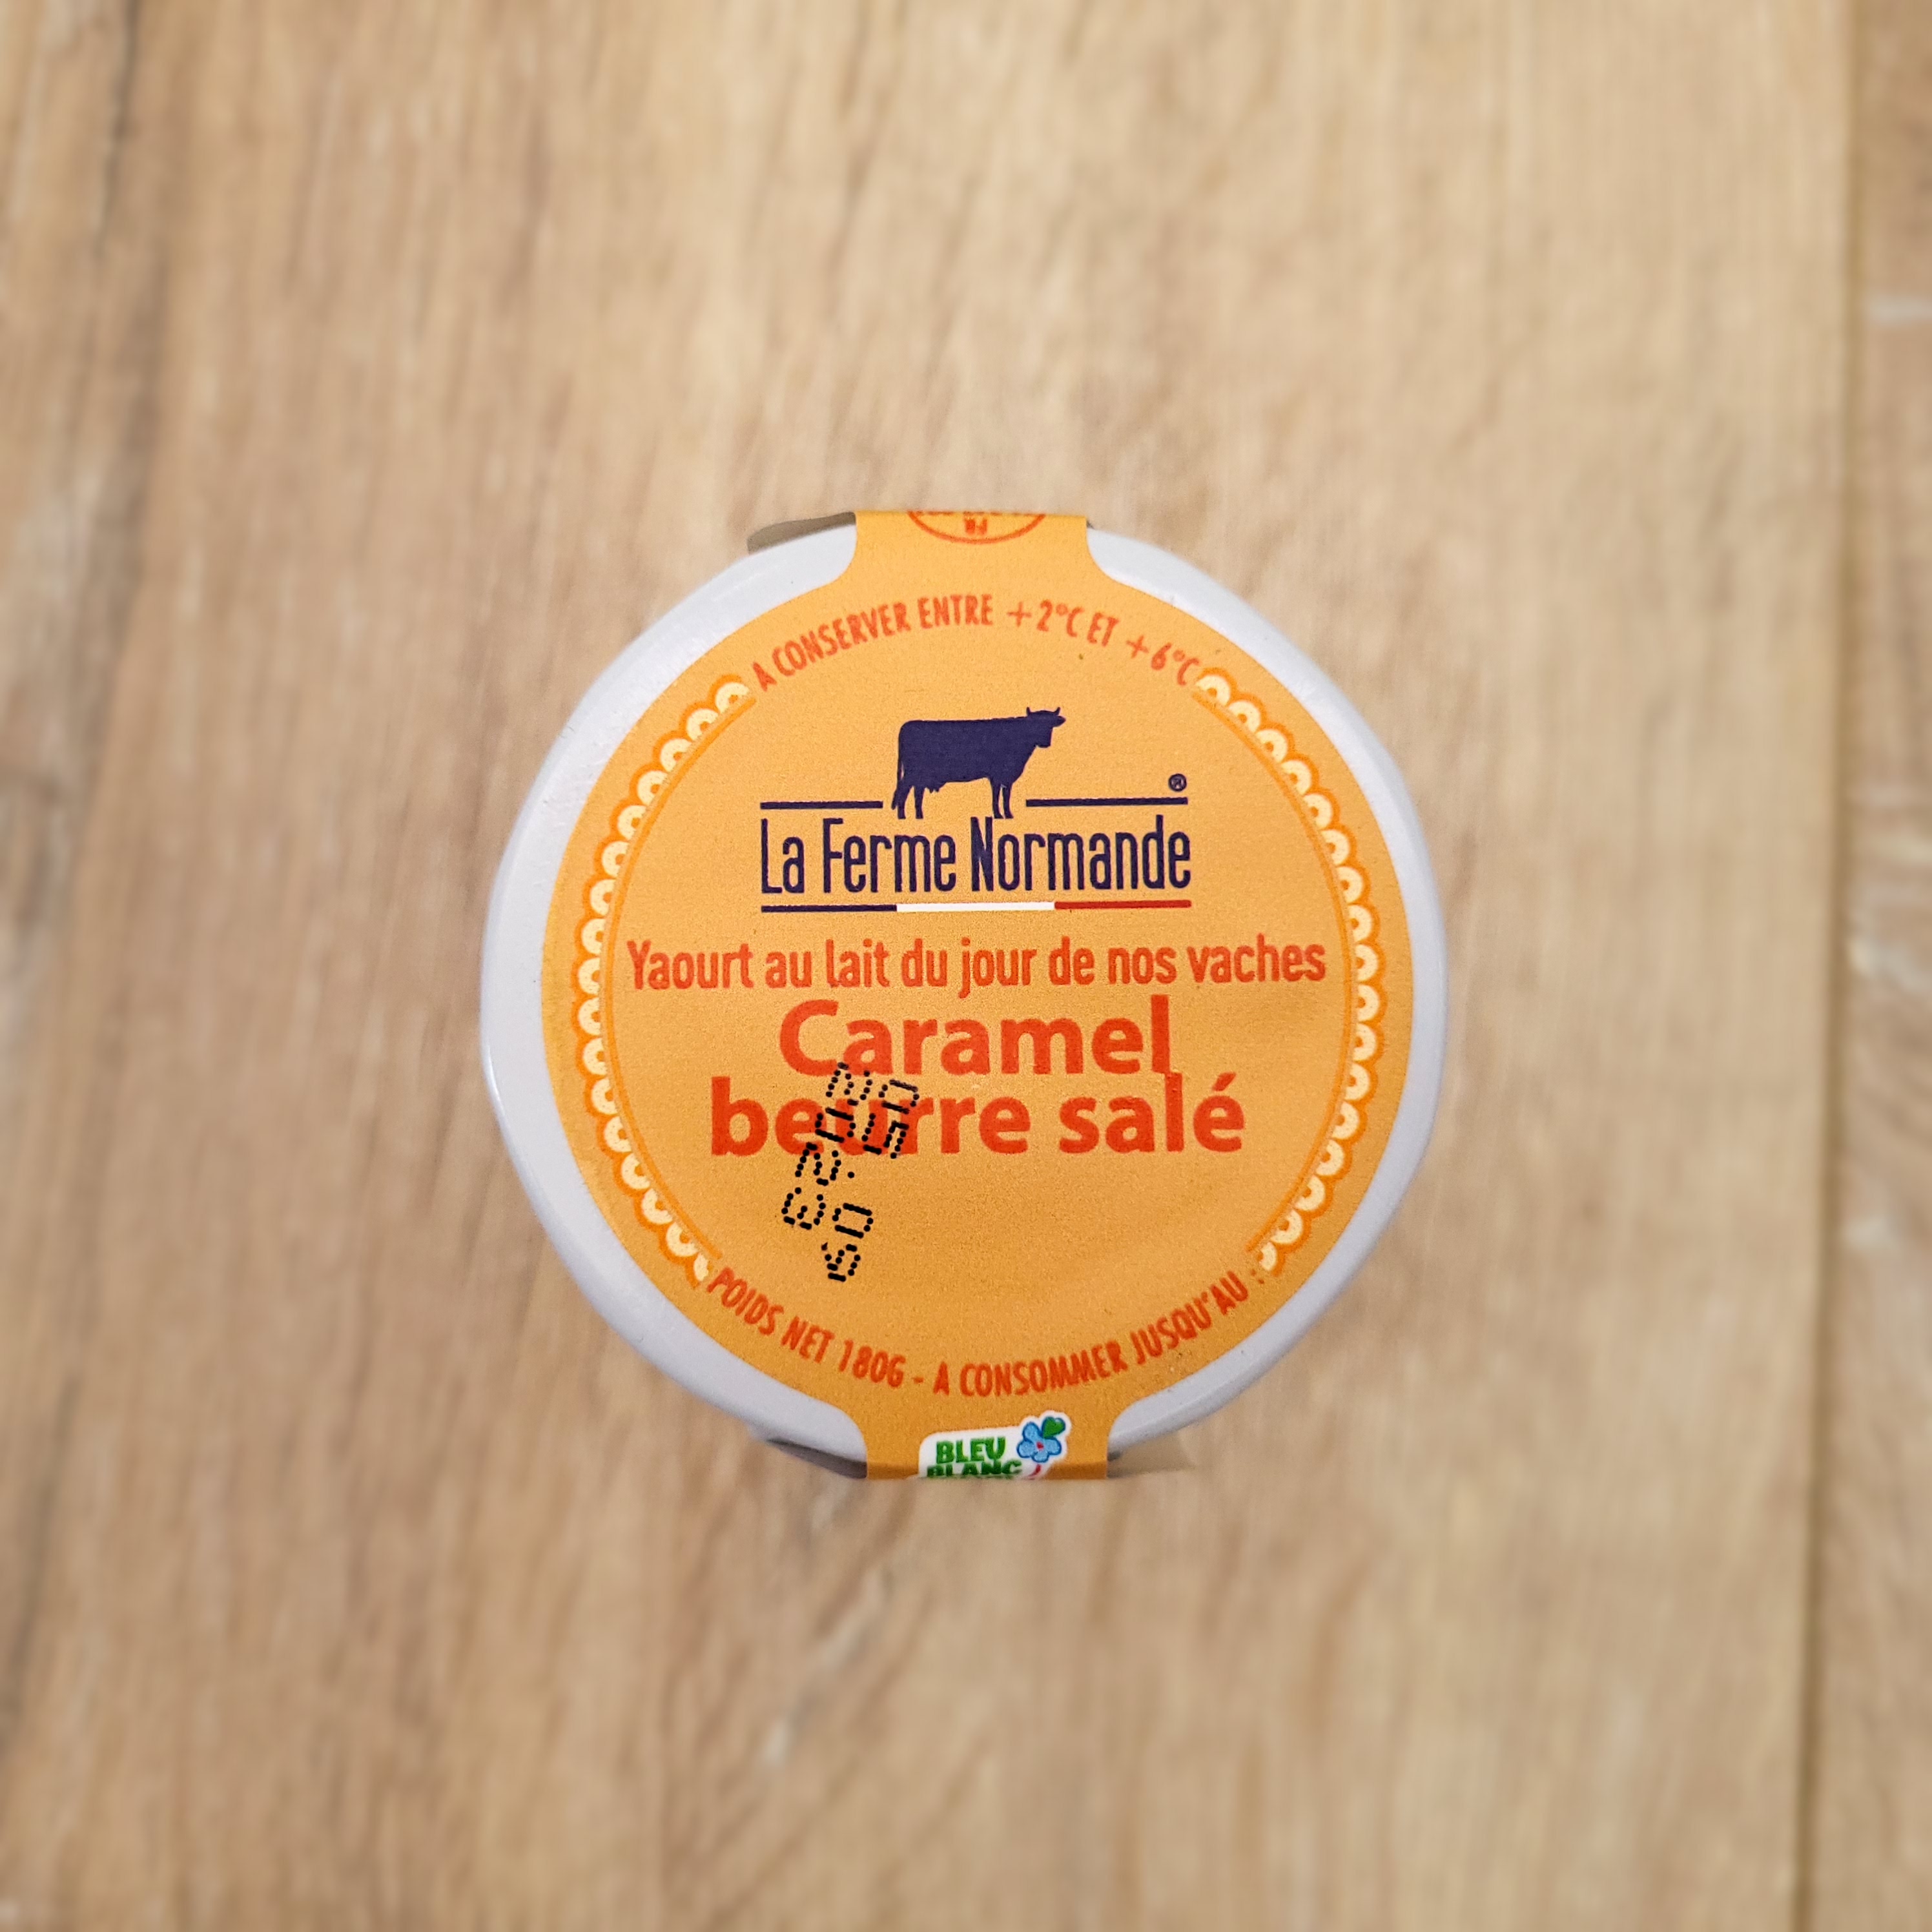 A CONSERVER ENTRE +2°C ET +6°C
®
La Ferme Normande
Yaourt au lait du jour de nos vaches
Caramel
beurre salé
POIDS NET 180G - A CONSOMMER JUSQU'AU :
BLEU
BLANC